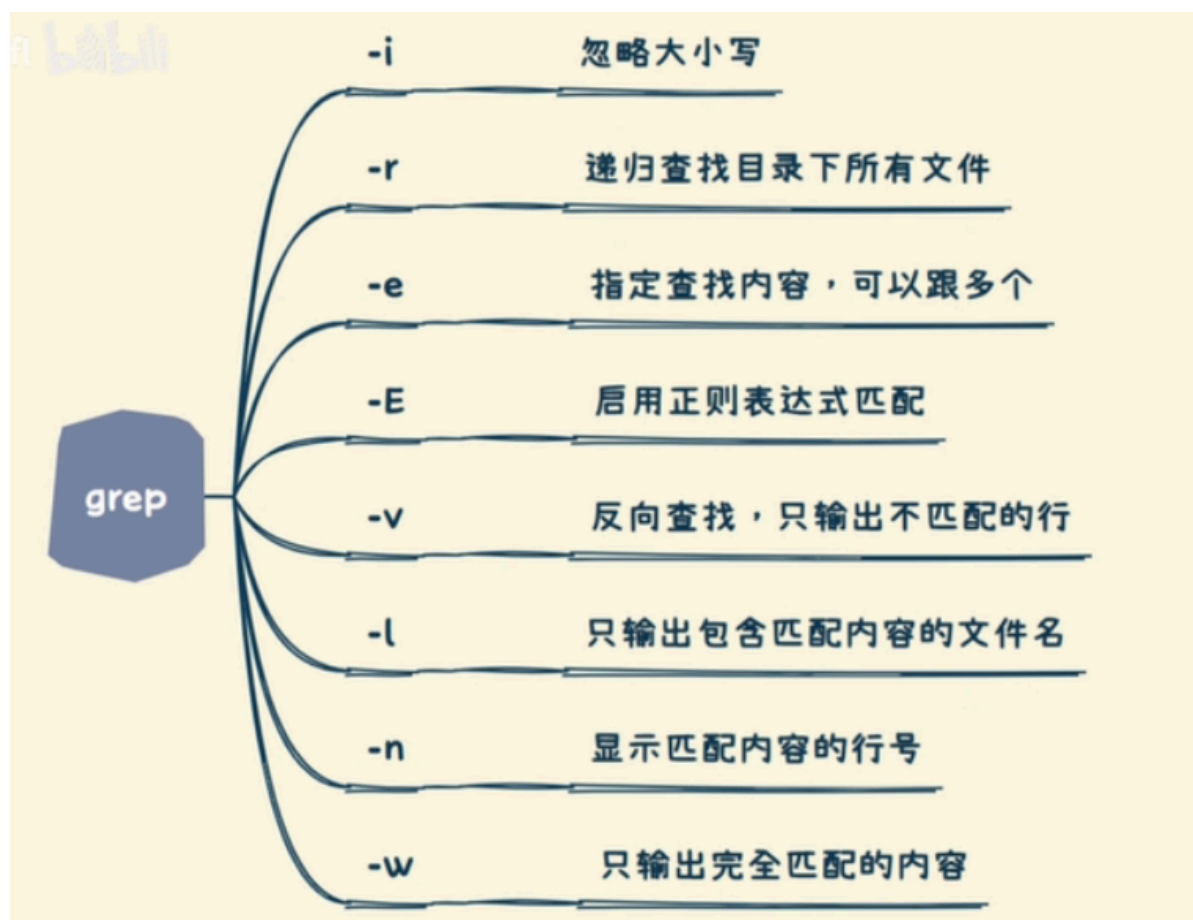 bilibili
-i 忽略大小写
-r 递归查找目录下所有文件
-e 指定查找内容，可以跟多个
-E 启用正则表达式匹配
grep
-v 反向查找，只输出不匹配的行
-l 只输出包含匹配内容的文件名
-n 显示匹配内容的行号
-w 只输出完全匹配的内容